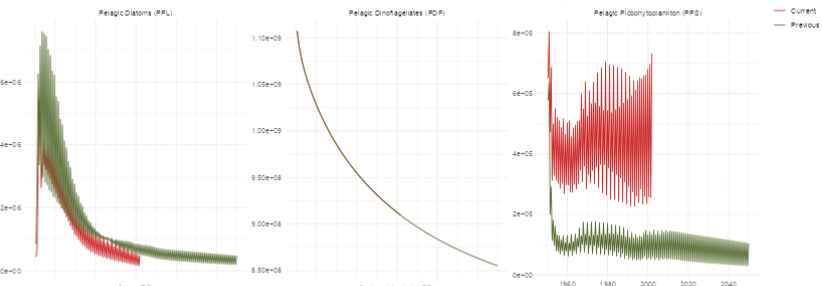 Pelagic Diatoms (PPL)
6e+06
4e+06
2e+06
0e+00
Pelagic Dinoflagellates (PDF)
1.10e+09
1.05e+09
1.00e+09
9.50e+08
9.00e+08
8.50e+08
Pelagic Picophytoplankton (PPS)
8e+05
6e+05
4e+05
2e+05
0e+00
1960 1980 2000 2020 2040
Current
Previous